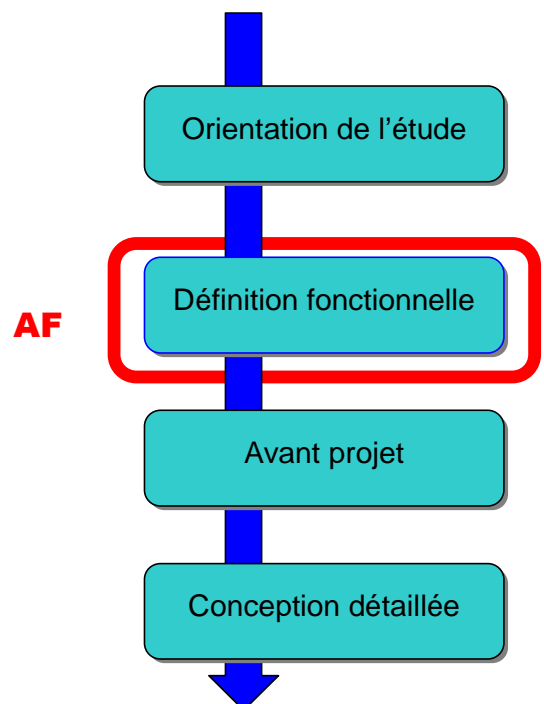 Orientation de l'étude
Définition fonctionnelle
AF
Avant projet
Conception détaillée